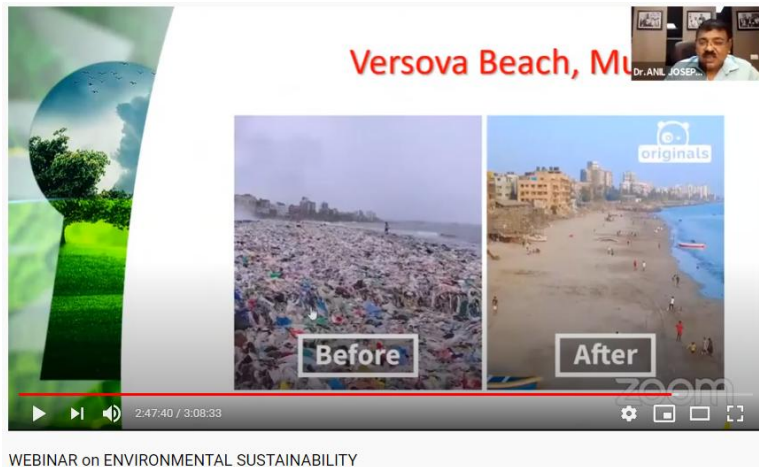 Versova Beach, Mu
Dr.ANIL JOSEP...
originals
Before
After
zoom
2:47:40 / 3:08:33
WEBINAR on ENVIRONMENTAL SUSTAINABILITY